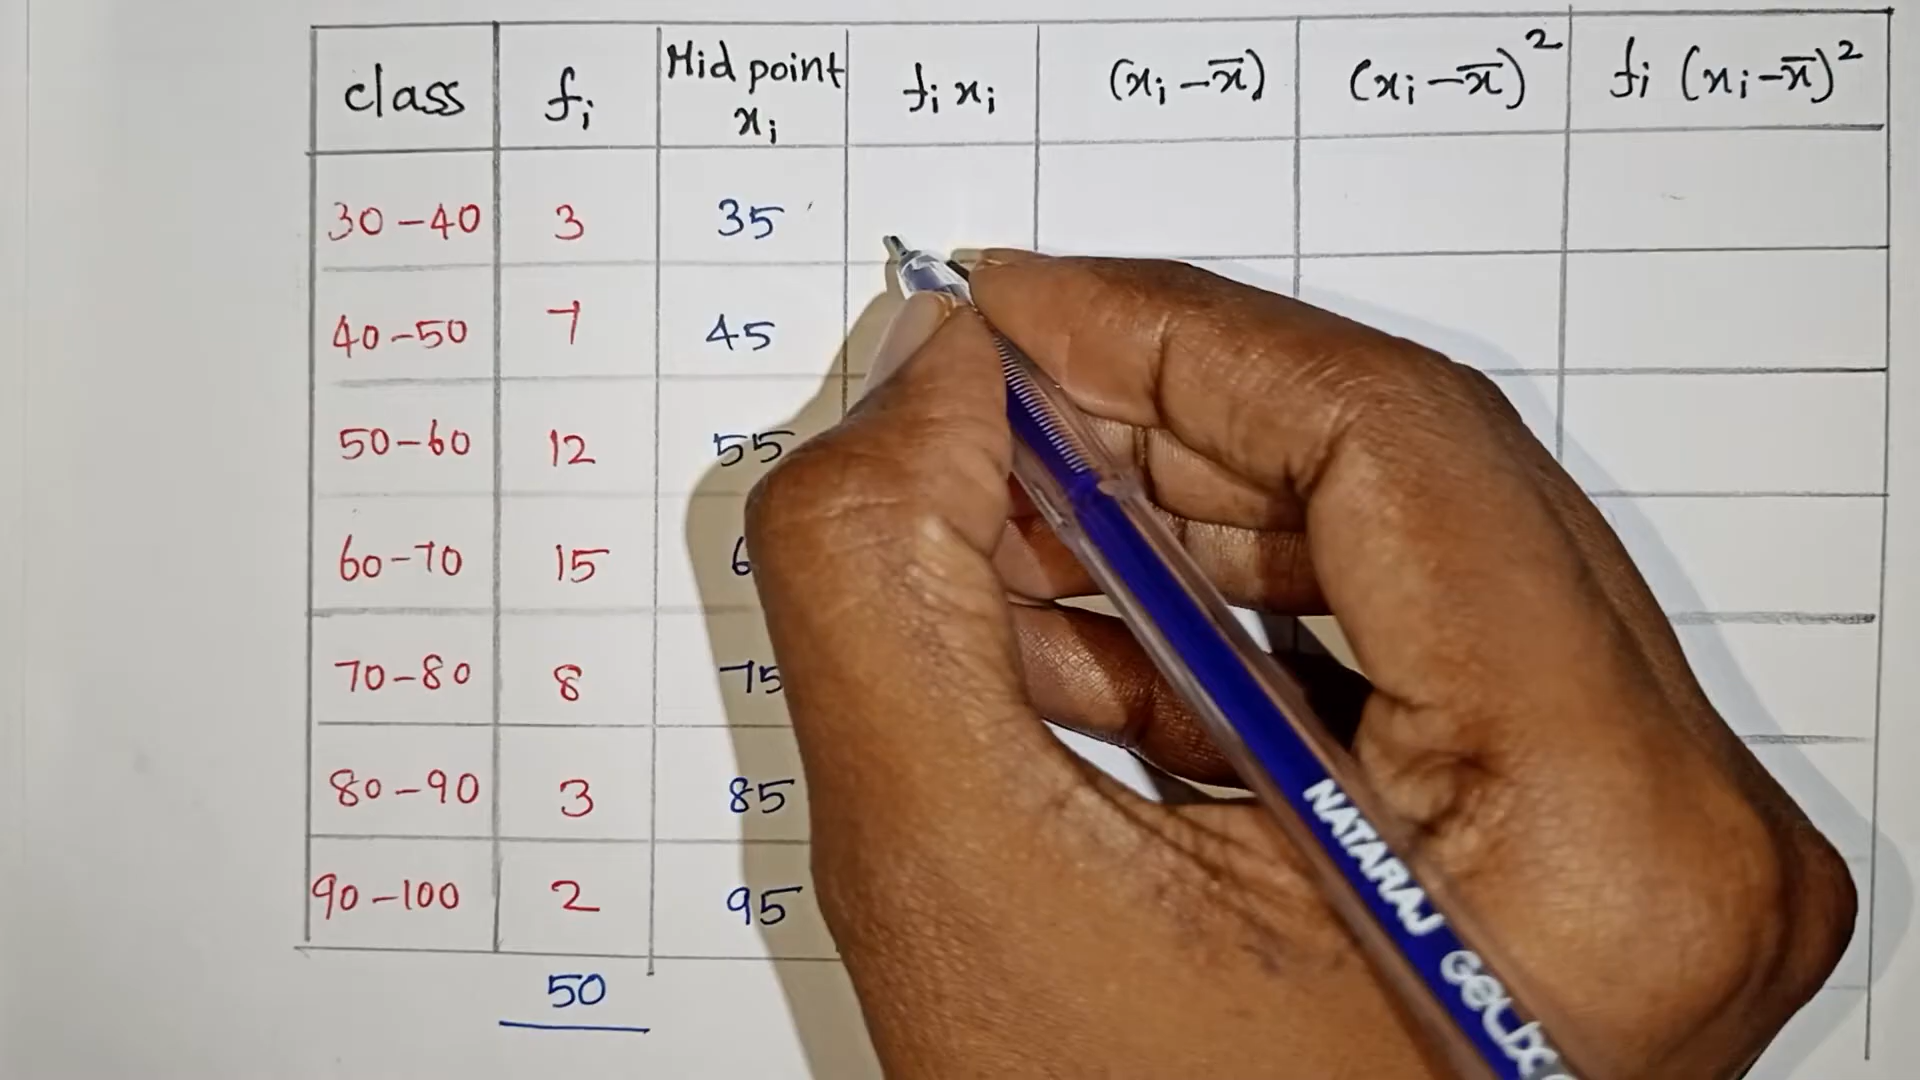 class fi Mid point xi fi xi (xi – x̄) (xi – x̄)² fi (xi – x̄)²
30 – 40 3 35
40 – 50 7 45
50 – 60 12 55
60 – 70 15 6
70 – 80 8 75
80 – 90 3 85
90 – 100 2 95
50
NATARAJ